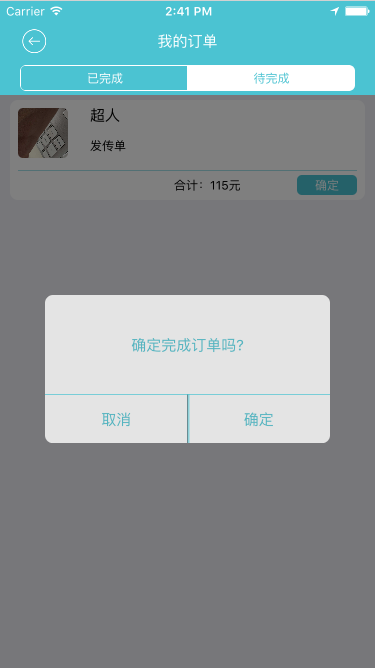 Carrier 2:41 PM
我的订单
已完成 待完成
超人
发传单
合计：115元 确定
确定完成订单吗?
取消 确定